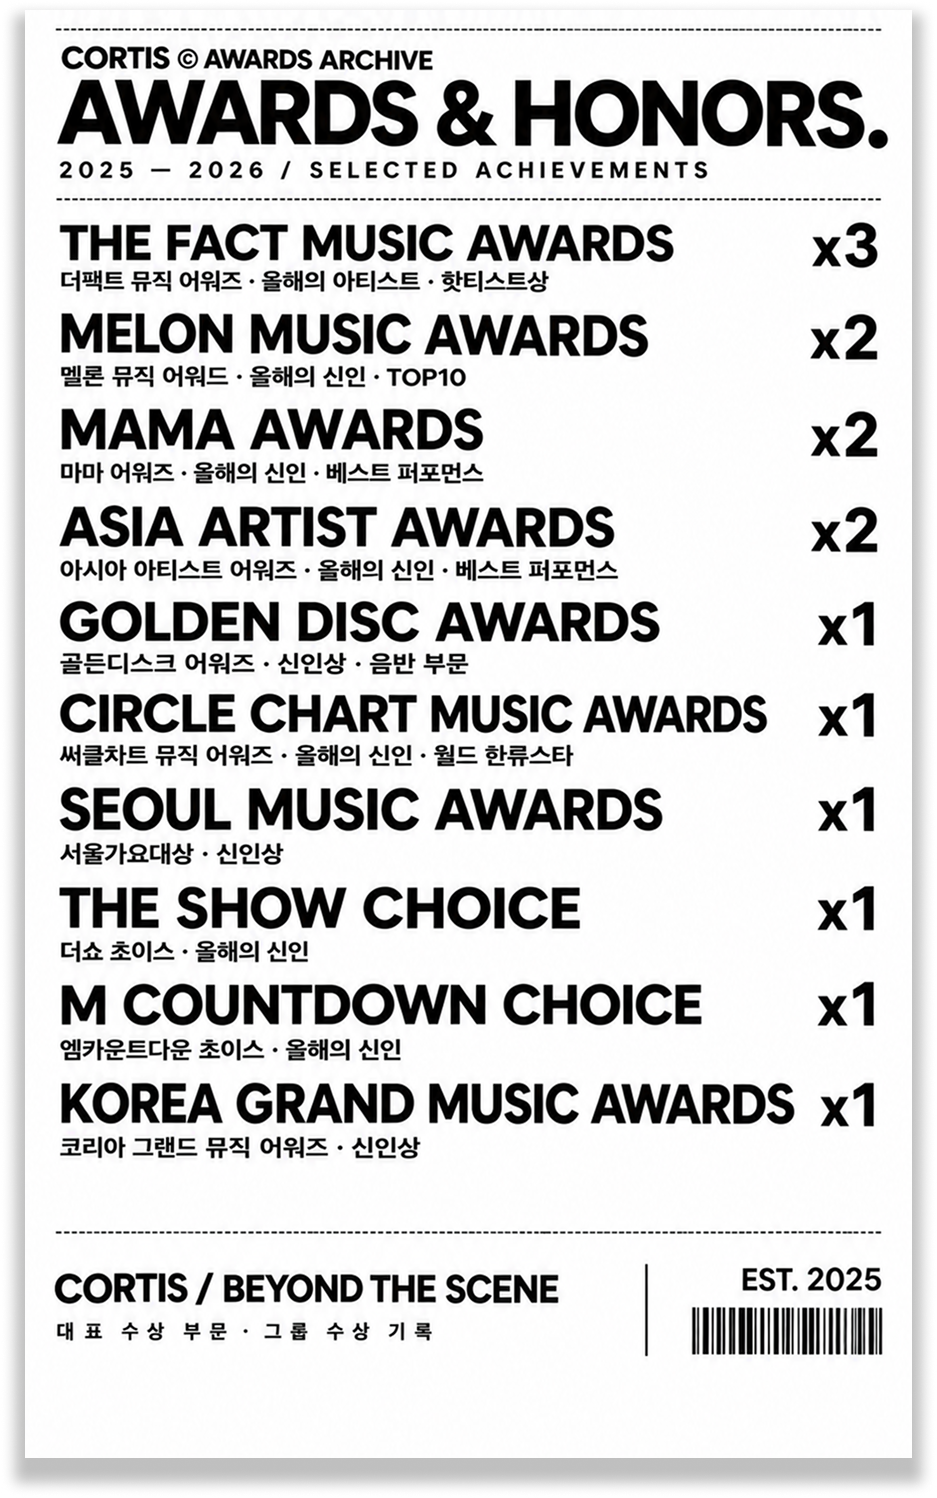 CORTIS © AWARDS ARCHIVE
AWARDS & HONORS.
2025 — 2026 / SELECTED ACHIEVEMENTS
THE FACT MUSIC AWARDS x3
더팩트 뮤직 어워즈 · 올해의 아티스트 · 핫티스트상
MELON MUSIC AWARDS x2
멜론 뮤직 어워드 · 올해의 신인 · TOP10
MAMA AWARDS x2
마마 어워즈 · 올해의 신인 · 베스트 퍼포먼스
ASIA ARTIST AWARDS x2
아시아 아티스트 어워즈 · 올해의 신인 · 베스트 퍼포먼스
GOLDEN DISC AWARDS x1
골든디스크 어워즈 · 신인상 · 음반 부문
CIRCLE CHART MUSIC AWARDS x1
써클차트 뮤직 어워즈 · 올해의 신인 · 월드 한류스타
SEOUL MUSIC AWARDS x1
서울가요대상 · 신인상
THE SHOW CHOICE x1
더쇼 초이스 · 올해의 신인
M COUNTDOWN CHOICE x1
엠카운트다운 초이스 · 올해의 신인
KOREA GRAND MUSIC AWARDS x1
코리아 그랜드 뮤직 어워즈 · 신인상
CORTIS / BEYOND THE SCENE
대표 수상 부문 · 그룹 수상 기록
EST. 2025